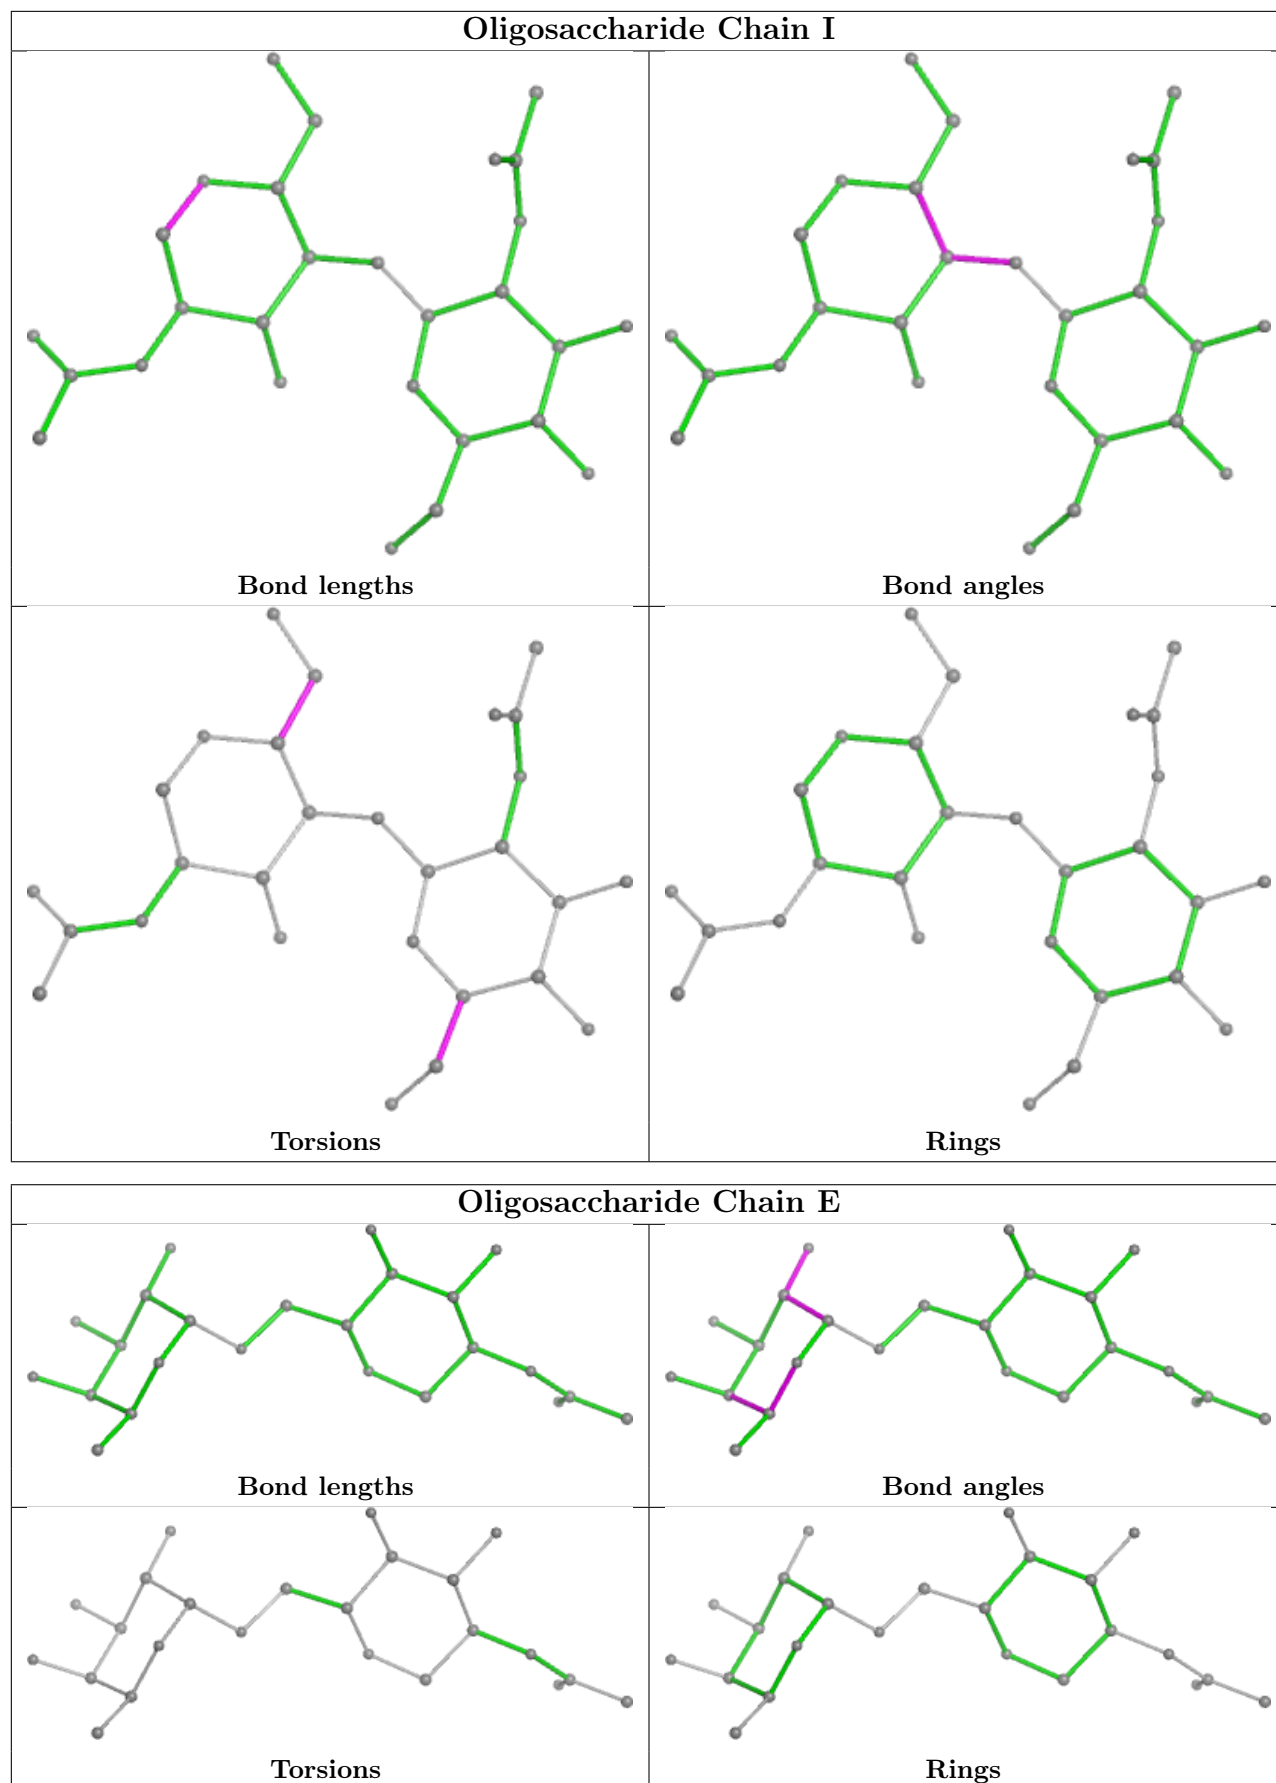 Oligosaccharide Chain I
Bond lengths
Bond angles
Torsions
Rings
Oligosaccharide Chain E
Bond lengths
Bond angles
Torsions
Rings